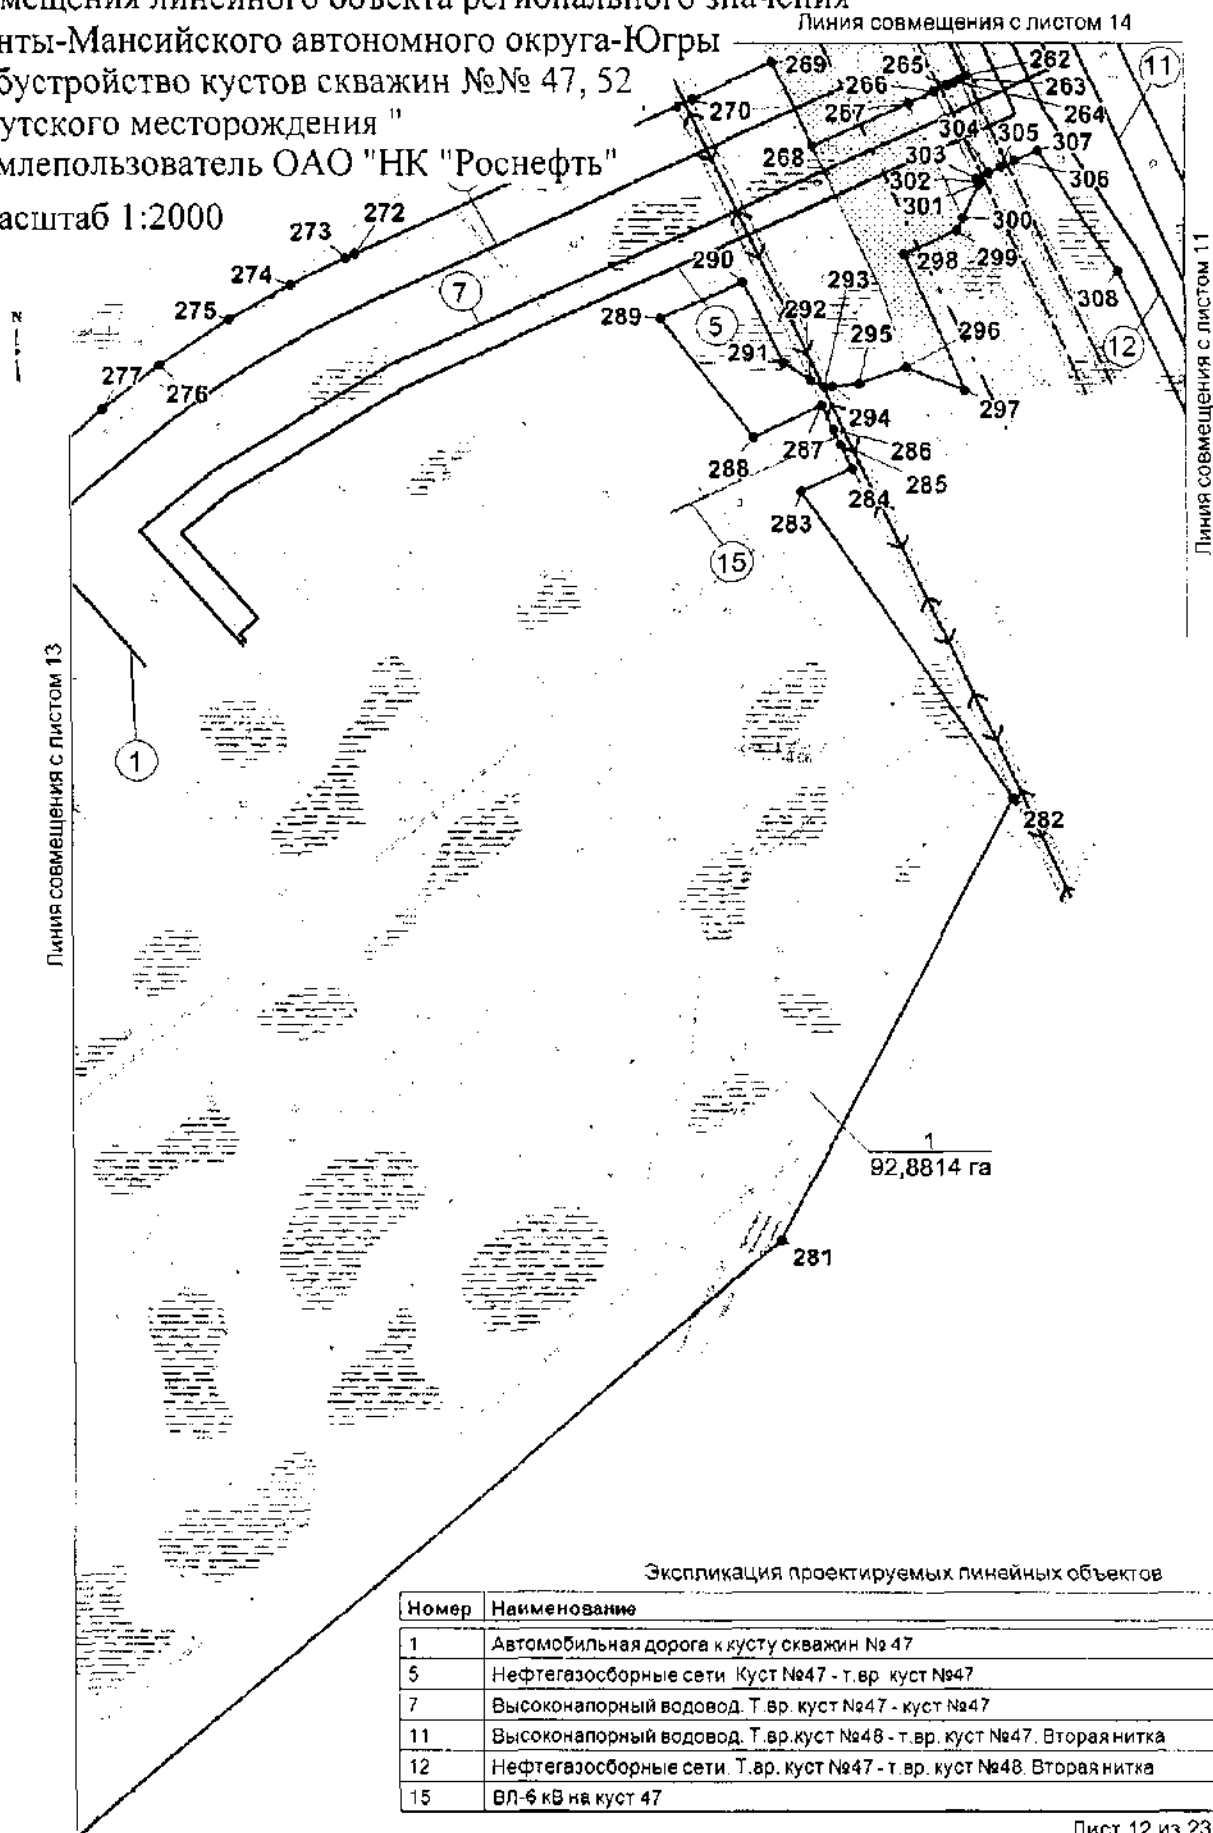 мещения линейного объекта регионального значения
нты-Мансийского автономного округа-Югры
бустройство кустов скважин №№ 47, 52
утского месторождения "
млепользователь ОАО "НК "Роснефть"
асштаб 1:2000
Линия совмещения с листом 14
Линия совмещения с листом 11
Линия совмещения с листом 13
N
269
265
262
266
263
11
270
267
264
304
305
307
268
303
302
306
301
300
272
273
290
298
299
274
293
308
7
275
289
5
292
295
296
12
291
277
276
297
294
287
286
288
285
284
283
15
1
282
1
92,8814 га
281
Экспликация проектируемых линейных объектов
Номер Наименование
1 Автомобильная дорога к кусту скважин № 47
5 Нефтегазосборные сети. Куст №47 - т.вр. куст №47
7 Высоконапорный водовод. Т.вр. куст №47 - куст №47
11 Высоконапорный водовод. Т.вр.куст №48 - т.вр. куст №47. Вторая нитка
12 Нефтегазосборные сети. Т.вр. куст №47 - т.вр. куст №48. Вторая нитка
15 ВЛ-6 кВ на куст 47
Лист 12 из 23